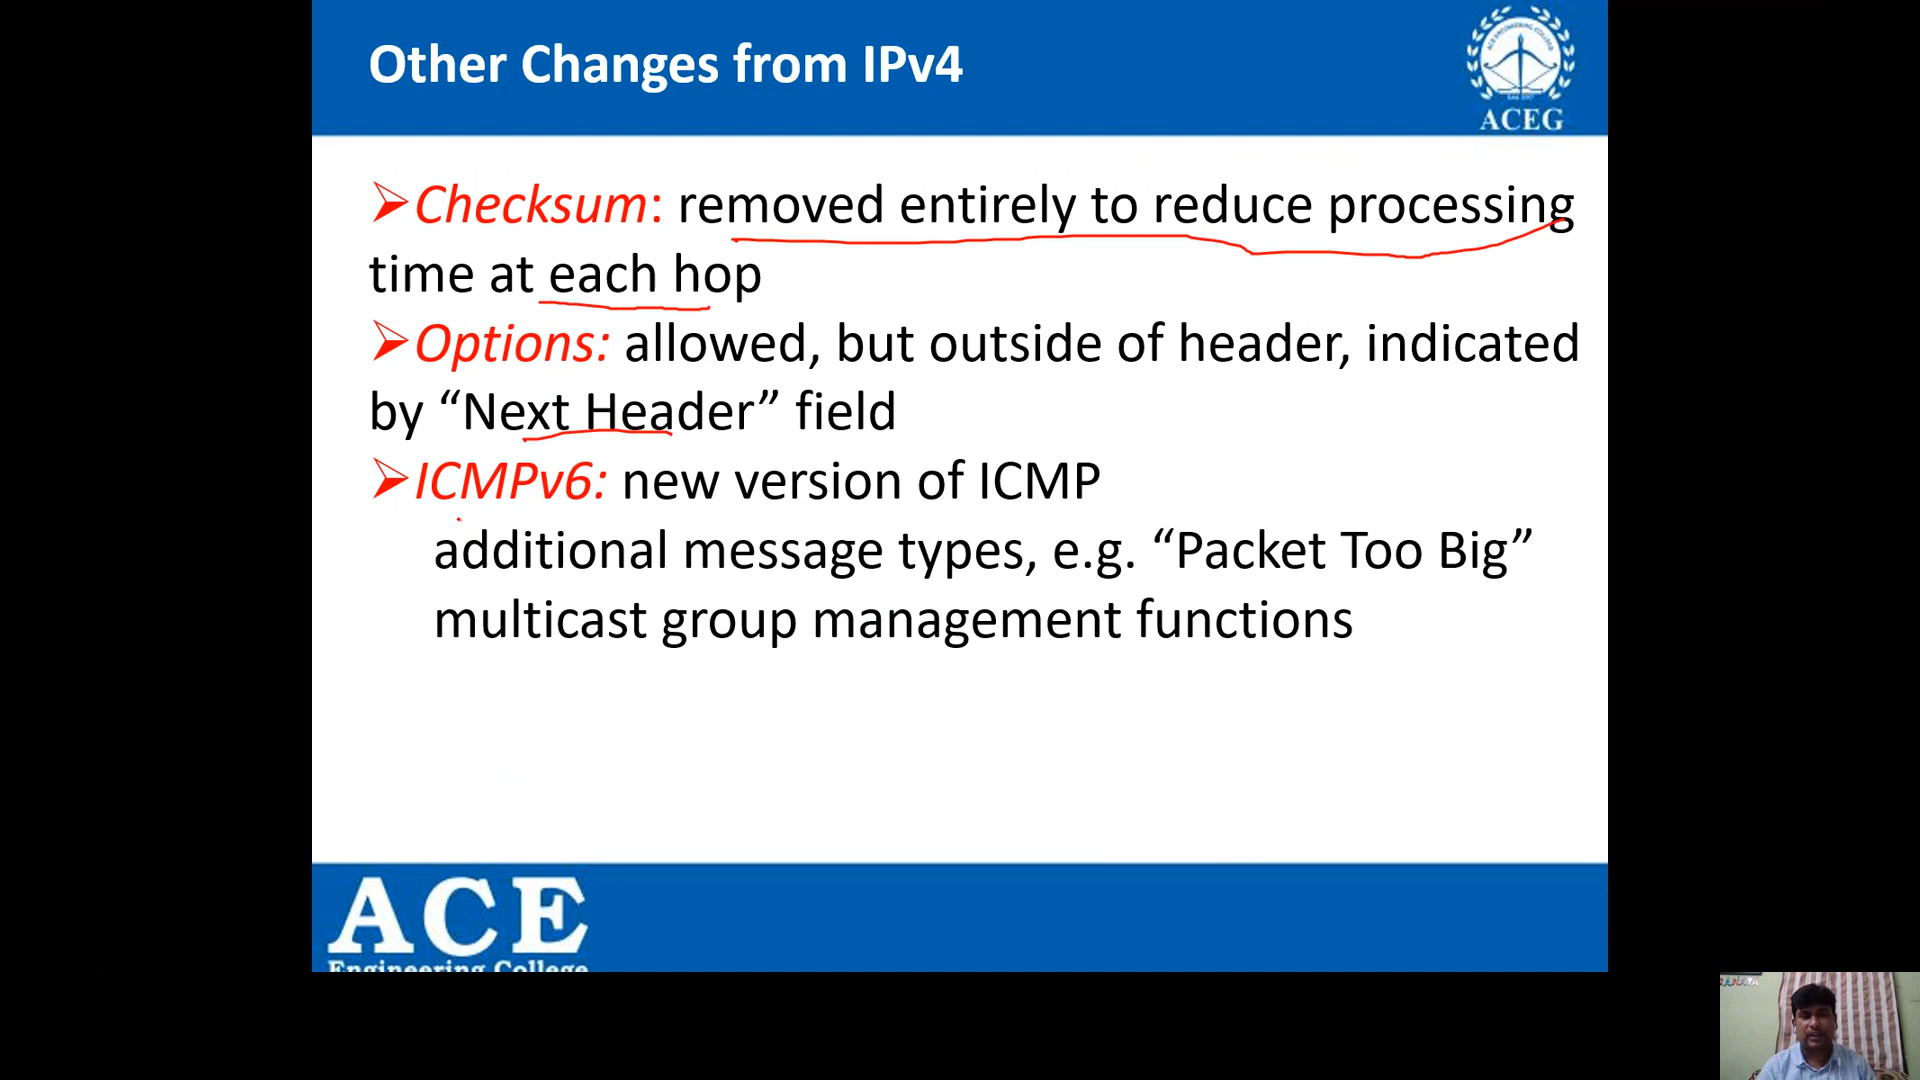 Other Changes from IPv4
ACEG
Checksum: removed entirely to reduce processing
time at each hop
Options: allowed, but outside of header, indicated
by “Next Header” field
ICMPv6: new version of ICMP
additional message types, e.g. “Packet Too Big”
multicast group management functions
ACE
Engineering College